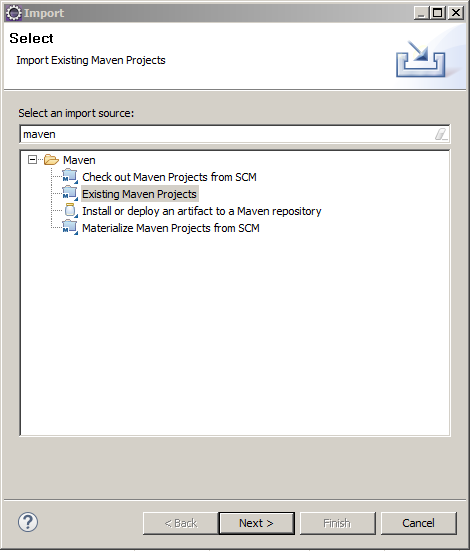 Import
Select
Import Existing Maven Projects
Select an import source:
maven
Maven
Check out Maven Projects from SCM
Existing Maven Projects
Install or deploy an artifact to a Maven repository
Materialize Maven Projects from SCM
< Back Next > Finish Cancel